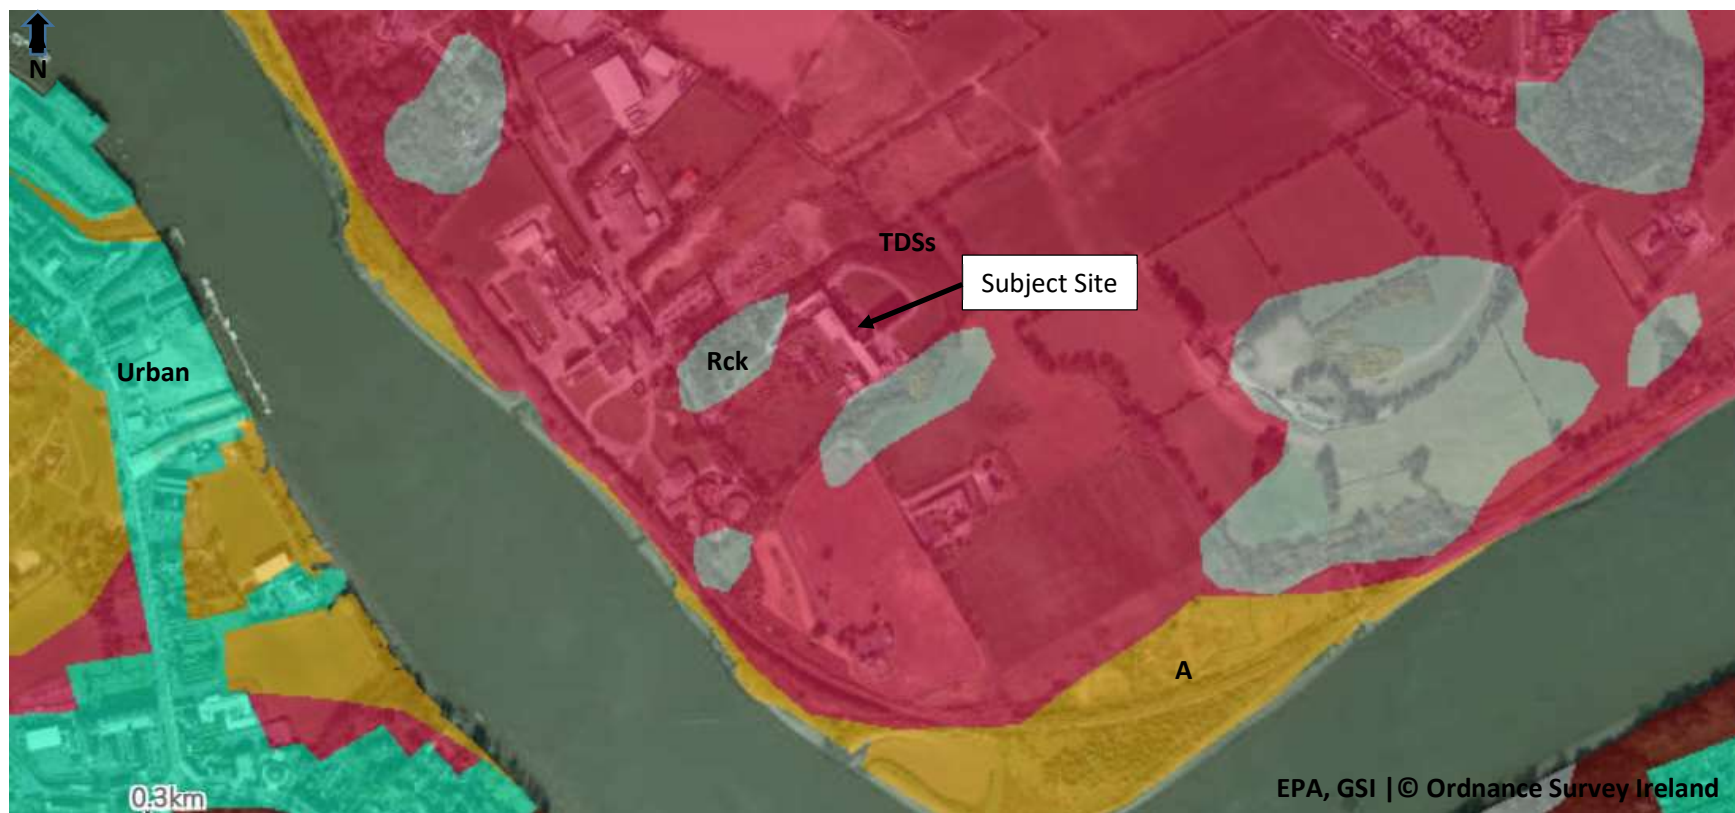 N
TDSs
Subject Site
Rck
Urban
A
0.3km
EPA, GSI |© Ordnance Survey Ireland